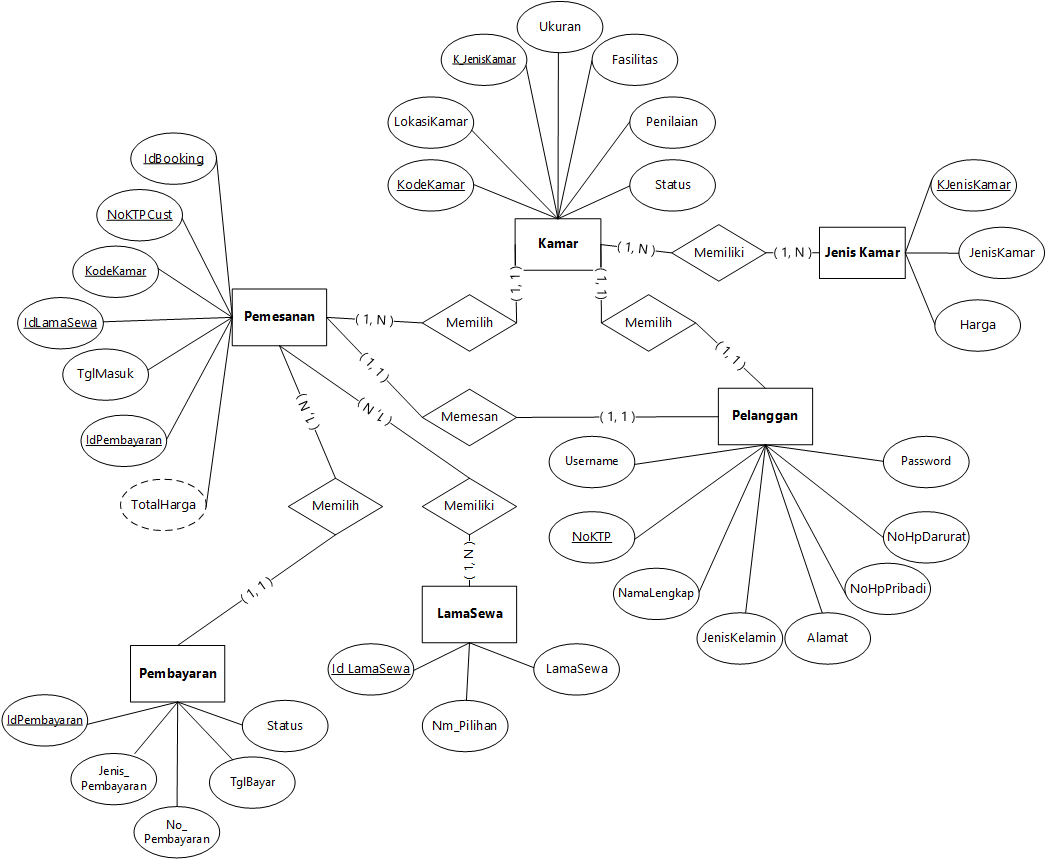 Ukuran
K_JenisKamar
Fasilitas
LokasiKamar
Penilaian
KodeKamar
Status
IdBooking
NoKTPCust
KodeKamar
IdLamaSewa
TglMasuk
IdPembayaran
TotalHarga
Pemesanan
Kamar
( 1, N )
Memiliki
( 1, N )
Jenis Kamar
KJenisKamar
JenisKamar
Harga
( 1, 1 )
( 1, 1 )
( 1, N )
Memilih
Memilih
( 1, 1 )
( 1, 1 )
Memesan
( 1, 1 )
Pelanggan
( 1, N )
( 1, N )
Username
Password
NoKTP
NoHpDarurat
NamaLengkap
NoHpPribadi
JenisKelamin
Alamat
Memilih
Memiliki
( 1, 1 )
( 1, N )
LamaSewa
Id_LamaSewa
LamaSewa
Nm_Pilihan
Pembayaran
IdPembayaran
Status
Jenis_
Pembayaran
TglBayar
No_
Pembayaran